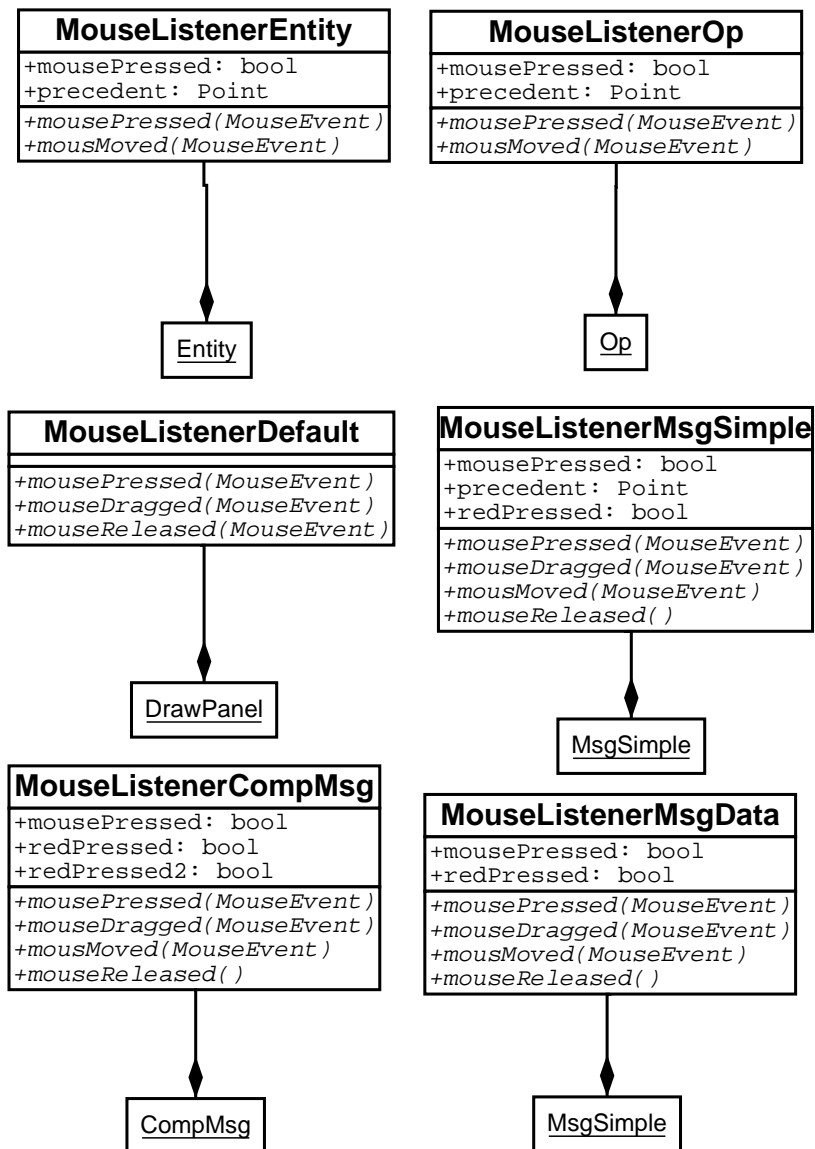 MouseListenerEntity
+mousePressed: bool
+precedent: Point
+mousePressed(MouseEvent)
+mousMoved(MouseEvent)
Entity
MouseListenerOp
+mousePressed: bool
+precedent: Point
+mousePressed(MouseEvent)
+mousMoved(MouseEvent)
Op
MouseListenerDefault
+mousePressed(MouseEvent)
+mouseDragged(MouseEvent)
+mouseReleased(MouseEvent)
DrawPanel
MouseListenerMsgSimple
+mousePressed: bool
+precedent: Point
+redPressed: bool
+mousePressed(MouseEvent)
+mouseDragged(MouseEvent)
+mousMoved(MouseEvent)
+mouseReleased()
MsgSimple
MouseListenerCompMsg
+mousePressed: bool
+redPressed: bool
+redPressed2: bool
+mousePressed(MouseEvent)
+mouseDragged(MouseEvent)
+mousMoved(MouseEvent)
+mouseReleased()
CompMsg
MouseListenerMsgData
+mousePressed: bool
+redPressed: bool
+mousePressed(MouseEvent)
+mouseDragged(MouseEvent)
+mousMoved(MouseEvent)
+mouseReleased()
MsgSimple